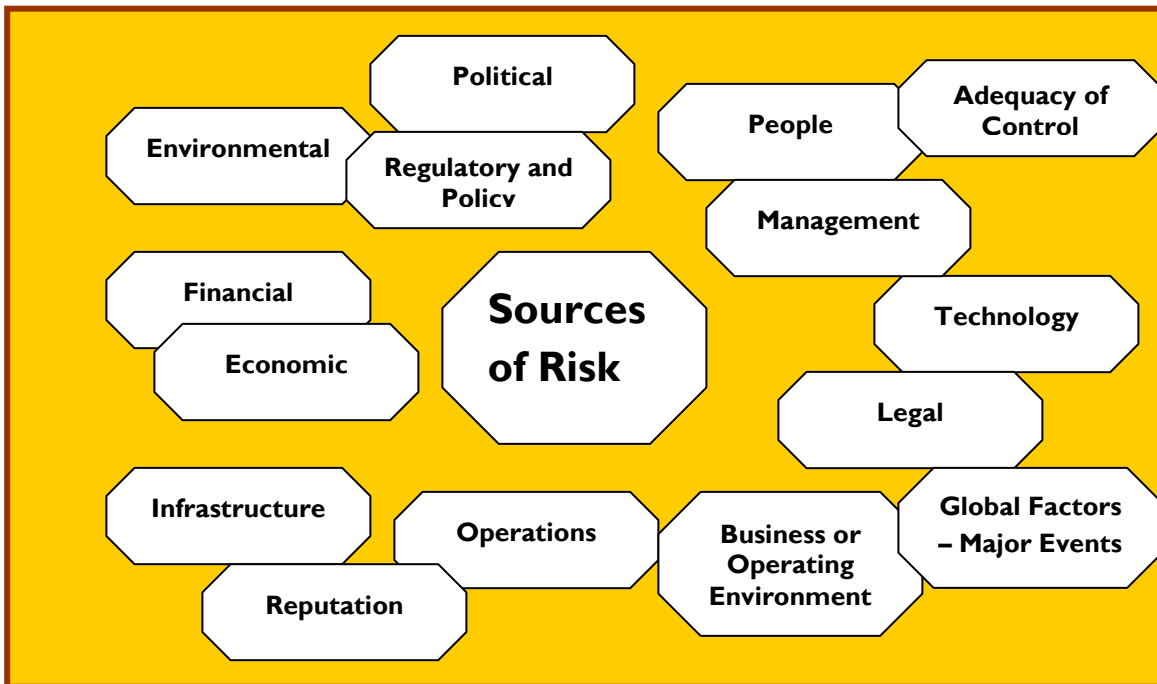 Political
Environmental
Regulatory and
Policy
People
Adequacy of
Control
Management
Financial
Economic
Sources
of Risk
Technology
Legal
Infrastructure
Reputation
Operations
Business or
Operating
Environment
Global Factors
– Major Events